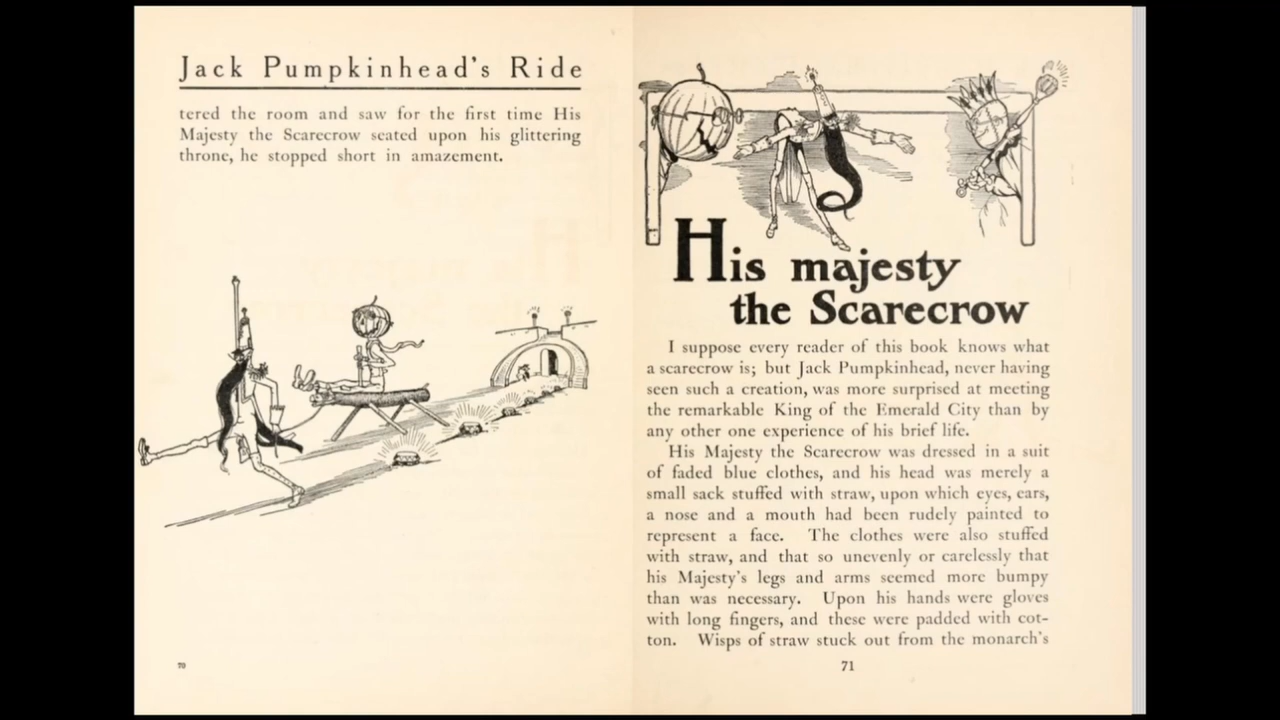 Jack Pumpkinhead's Ride
tered the room and saw for the first time His
Majesty the Scarecrow seated upon his glittering
throne, he stopped short in amazement.
70
His majesty
the Scarecrow
I suppose every reader of this book knows what
a scarecrow is; but Jack Pumpkinhead, never having
seen such a creation, was more surprised at meeting
the remarkable King of the Emerald City than by
any other one experience of his brief life.
His Majesty the Scarecrow was dressed in a suit
of faded blue clothes, and his head was merely a
small sack stuffed with straw, upon which eyes, ears,
a nose and a mouth had been rudely painted to
represent a face. The clothes were also stuffed
with straw, and that so unevenly or carelessly that
his Majesty's legs and arms seemed more bumpy
than was necessary. Upon his hands were gloves
with long fingers, and these were padded with cot-
ton. Wisps of straw stuck out from the monarch's
71